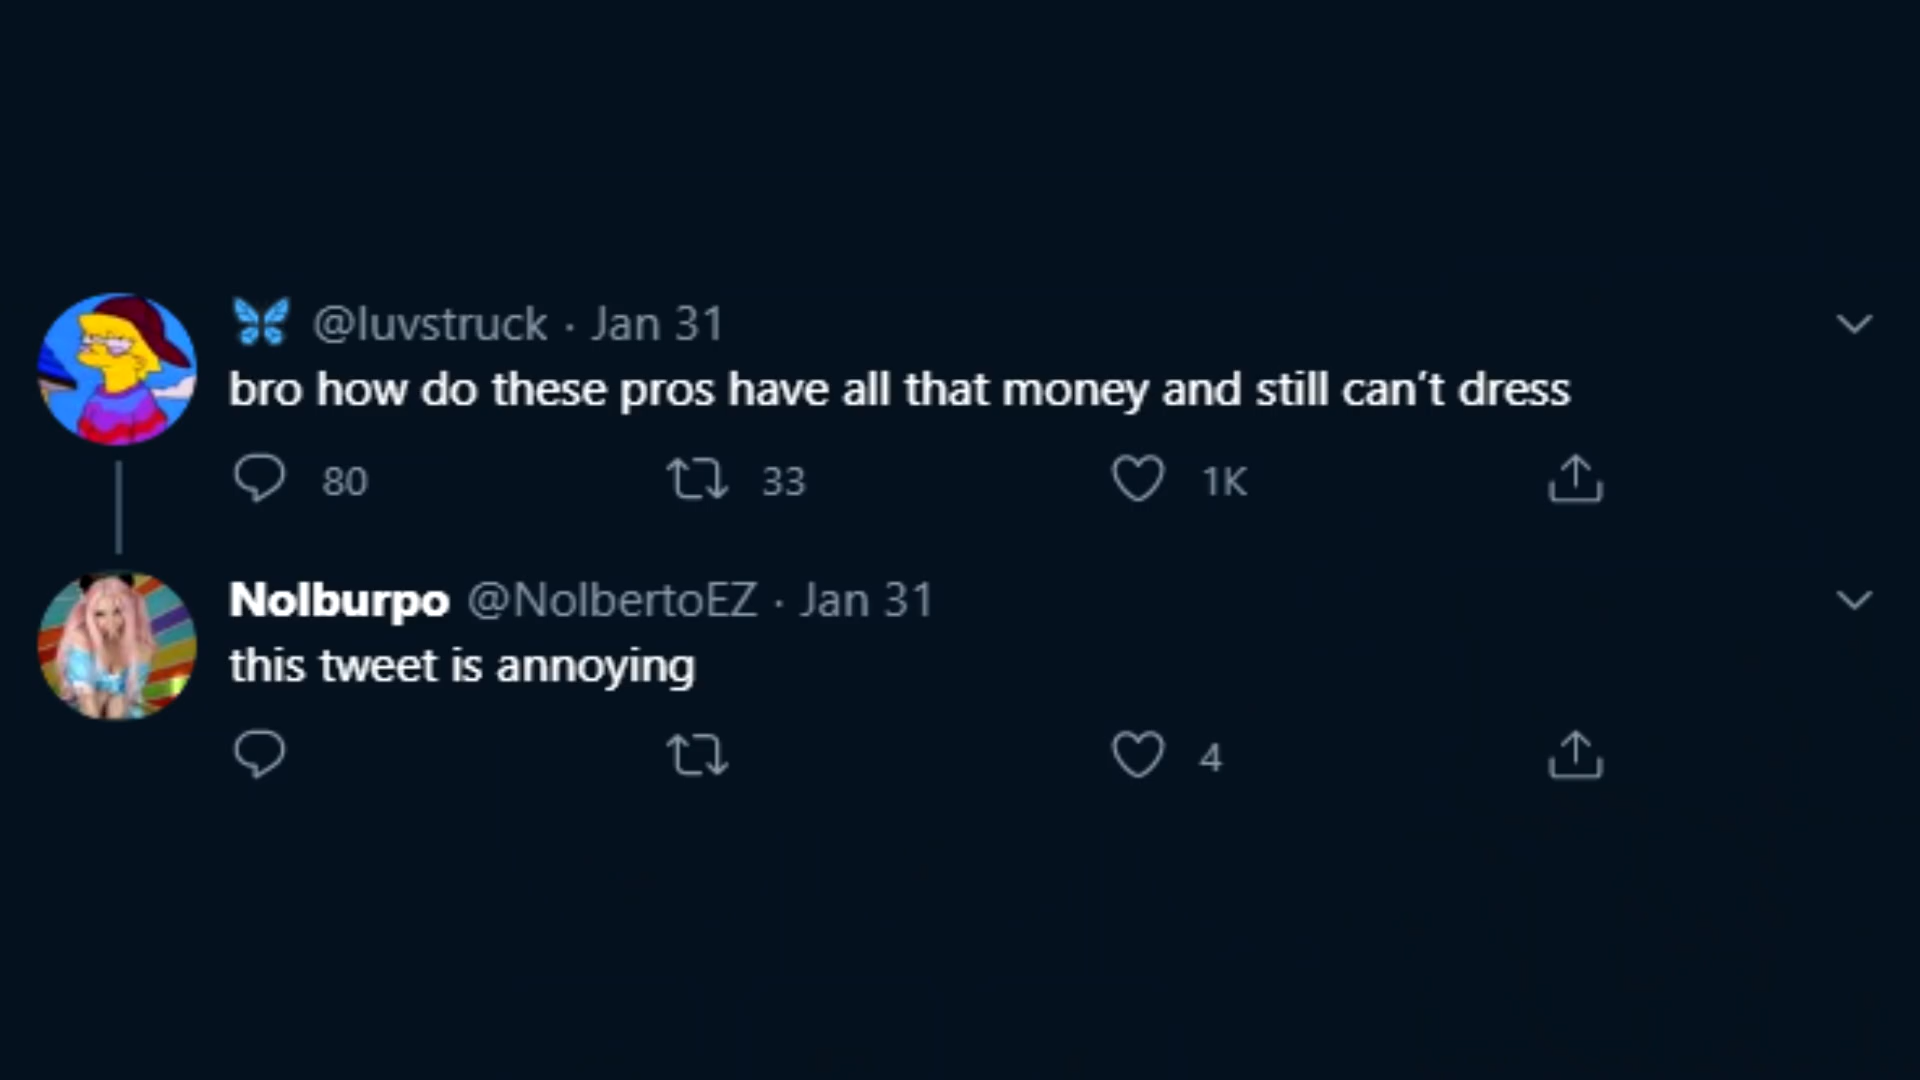 🦋 @luvstruck · Jan 31
bro how do these pros have all that money and still can't dress
80 33 1K
Nolburpo @NolbertoEZ · Jan 31
this tweet is annoying
4